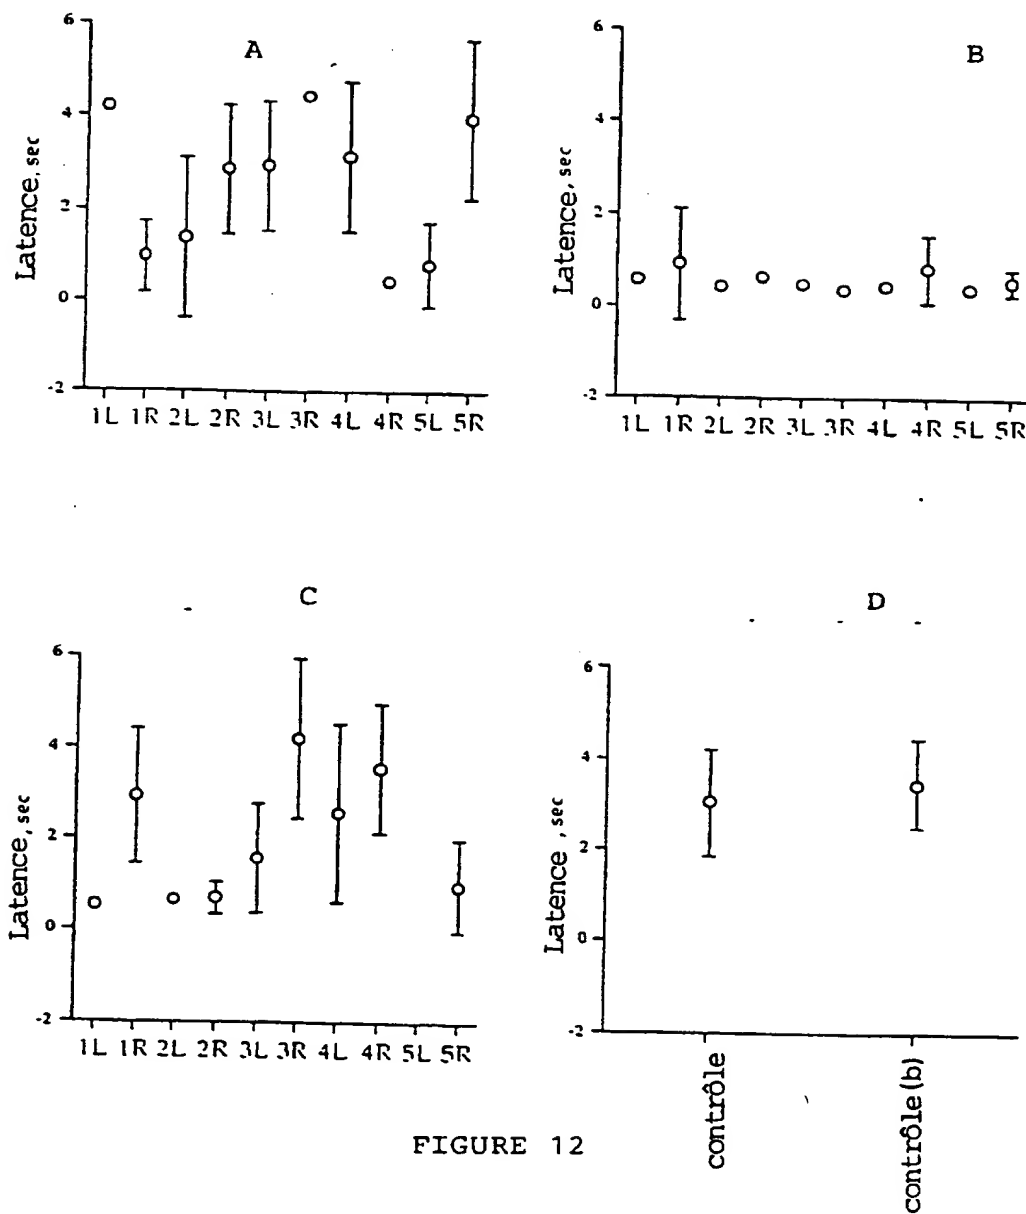 A
6
4
2
0
-2
Latence, sec
1L 1R 2L 2R 3L 3R 4L 4R 5L 5R
B
6
4
2
0
-2
Latence, sec
1L 1R 2L 2R 3L 3R 4L 4R 5L 5R
C
6
4
2
0
-2
Latence, sec
1L 1R 2L 2R 3L 3R 4L 4R 5L 5R
D
6
4
2
0
-2
Latence ,sec
contrôle
contrôle(b)
FIGURE 12